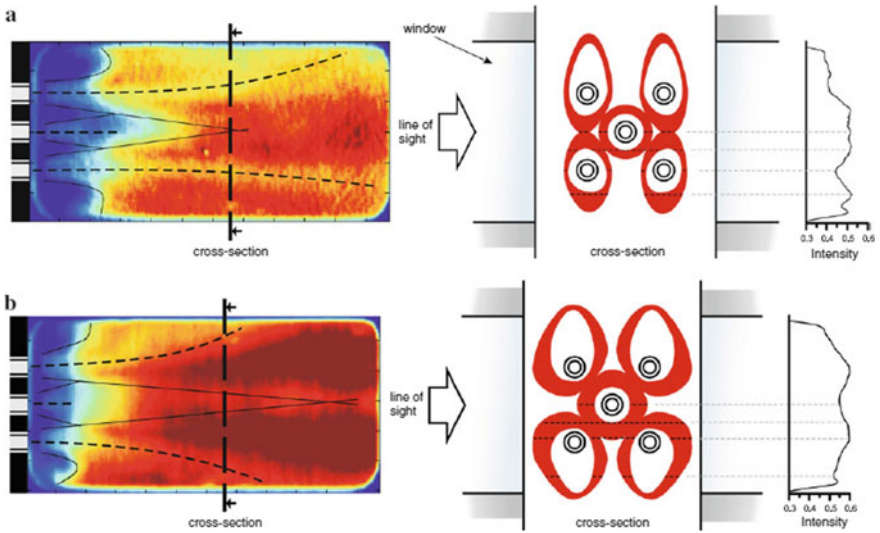 a
window
line of
sight
cross-section
cross-section
0.3 0.4 0.5 0.6
Intensity
b
line of
sight
cross-section
cross-section
0.3 0.4 0.5 0.6
Intensity